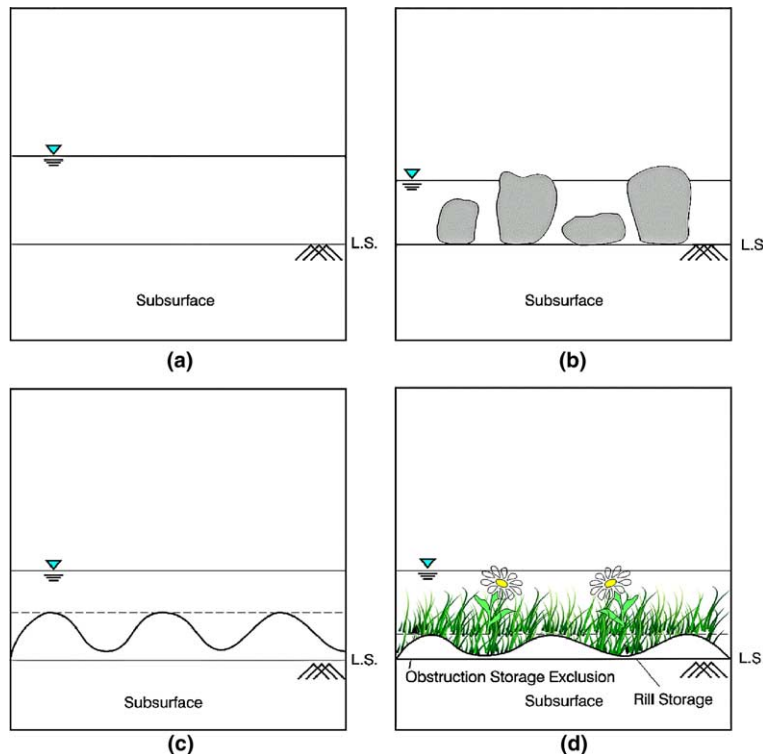 L.S.
Subsurface
(a)
L.S
Subsurface
(b)
L.S.
Subsurface
(c)
L.S
Obstruction Storage Exclusion
Rill Storage
Subsurface
(d)